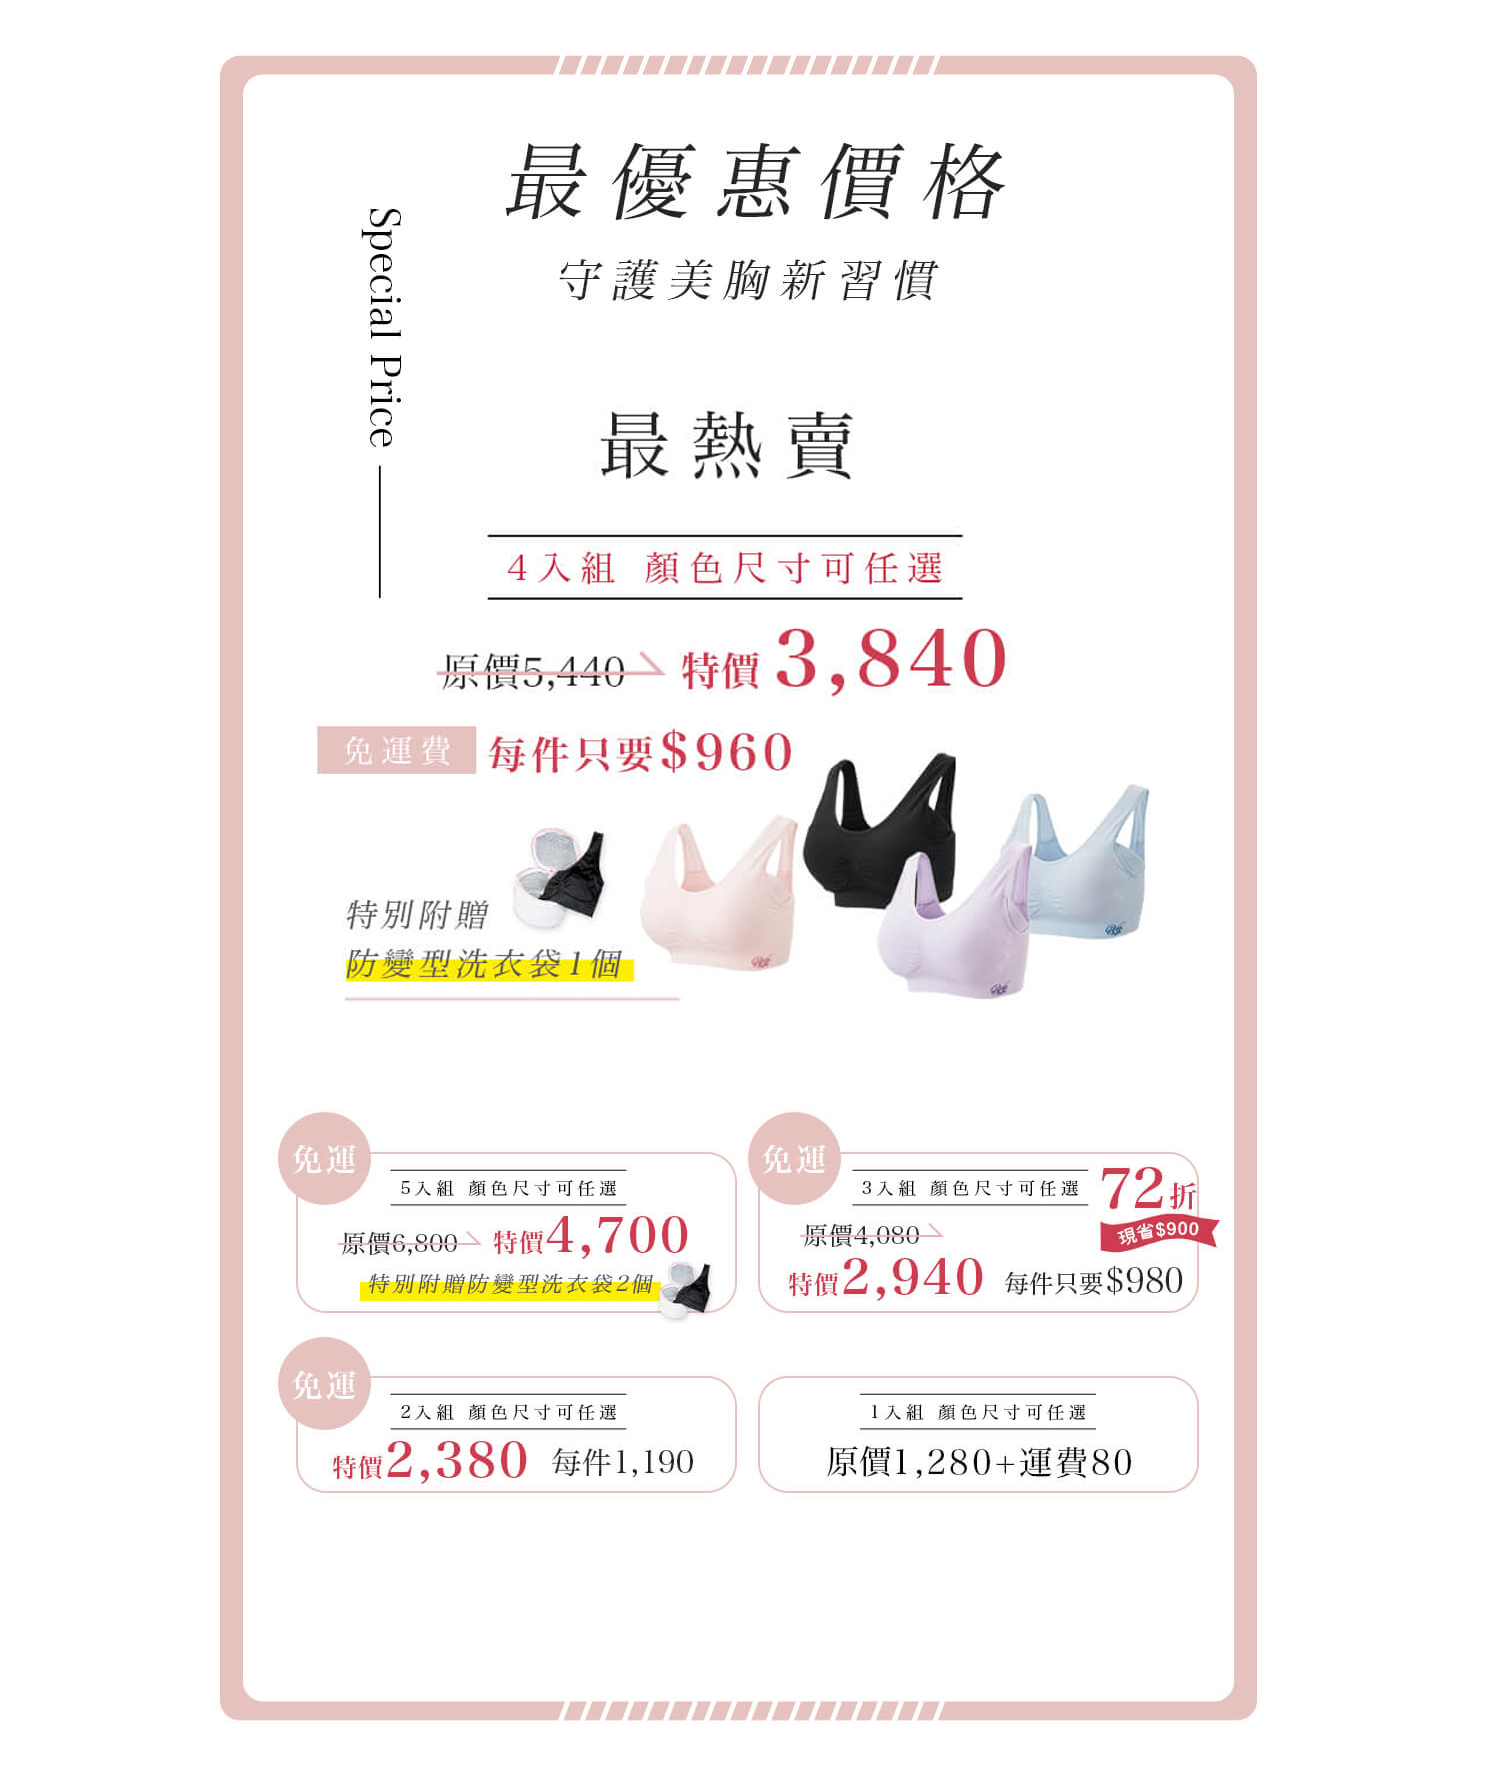 最優惠價格
守護美胸新習慣
Special Price
最熱賣
4入組 顏色尺寸可任選
原價5,440 特價3,840
免運費 每件只要$960
特別附贈
防變型洗衣袋1個
免運
5入組 顏色尺寸可任選
原價6,800 特價4,700
特別附贈防變型洗衣袋2個
免運
3入組 顏色尺寸可任選
72折
現省$900
原價4,080
特價2,940 每件只要$980
免運
2入組 顏色尺寸可任選
特價2,380 每件1,190
1入組 顏色尺寸可任選
原價1,280+運費80